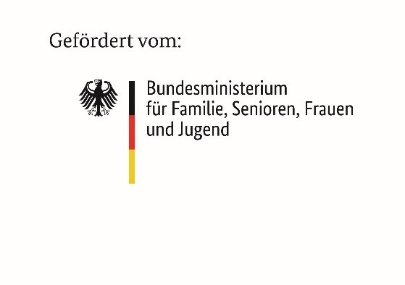 Gefördert vom:
Bundesministerium
für Familie, Senioren, Frauen
und Jugend